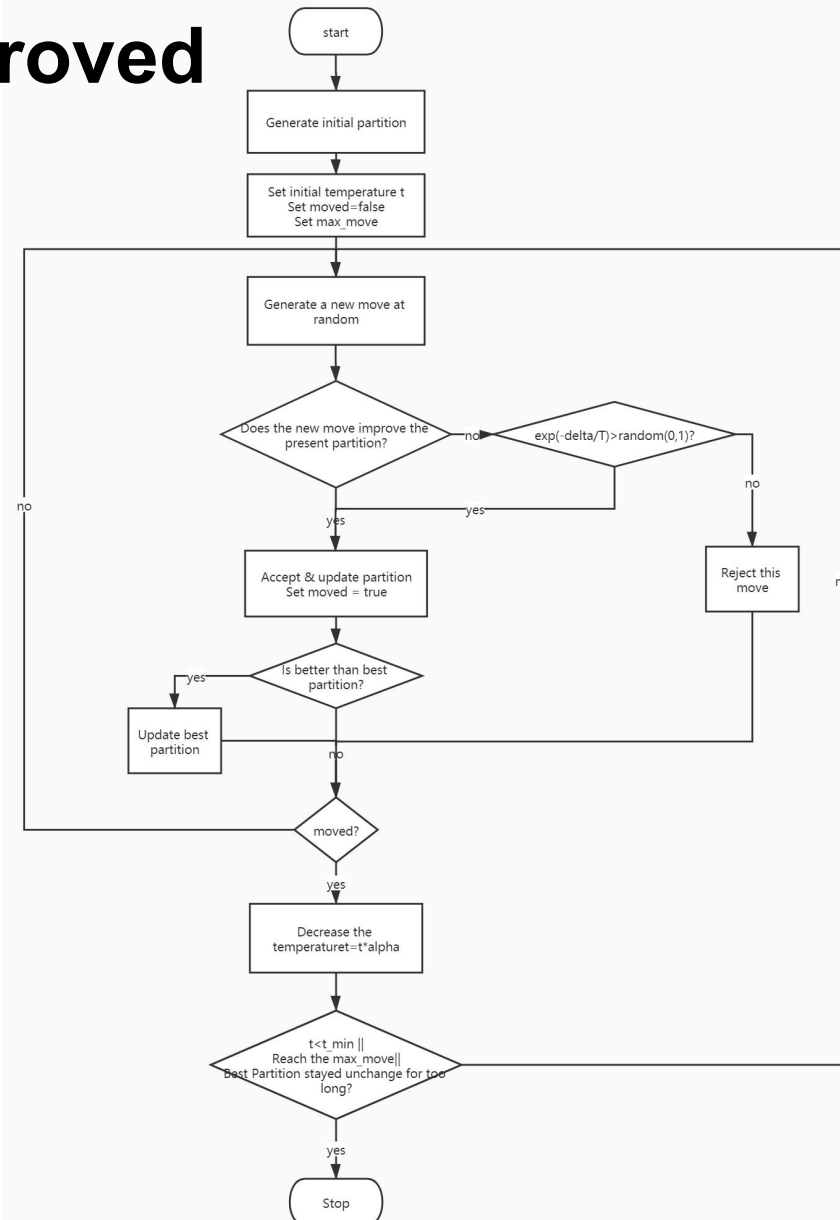 roved
start
Generate initial partition
Set initial temperature t
Set moved=false
Set max_move
Generate a new move at
random
Does the new move improve the
present partition?
no
exp(-delta/T)>random(0,1)?
no
no
yes
yes
Accept & update partition
Set moved = true
Reject this
move
Is better than best
partition?
yes
Update best
partition
no
moved?
yes
Decrease the
temperaturet=t*alpha
t<t_min ||
Reach the max_move||
Best Partition stayed unchange for too
long?
yes
Stop